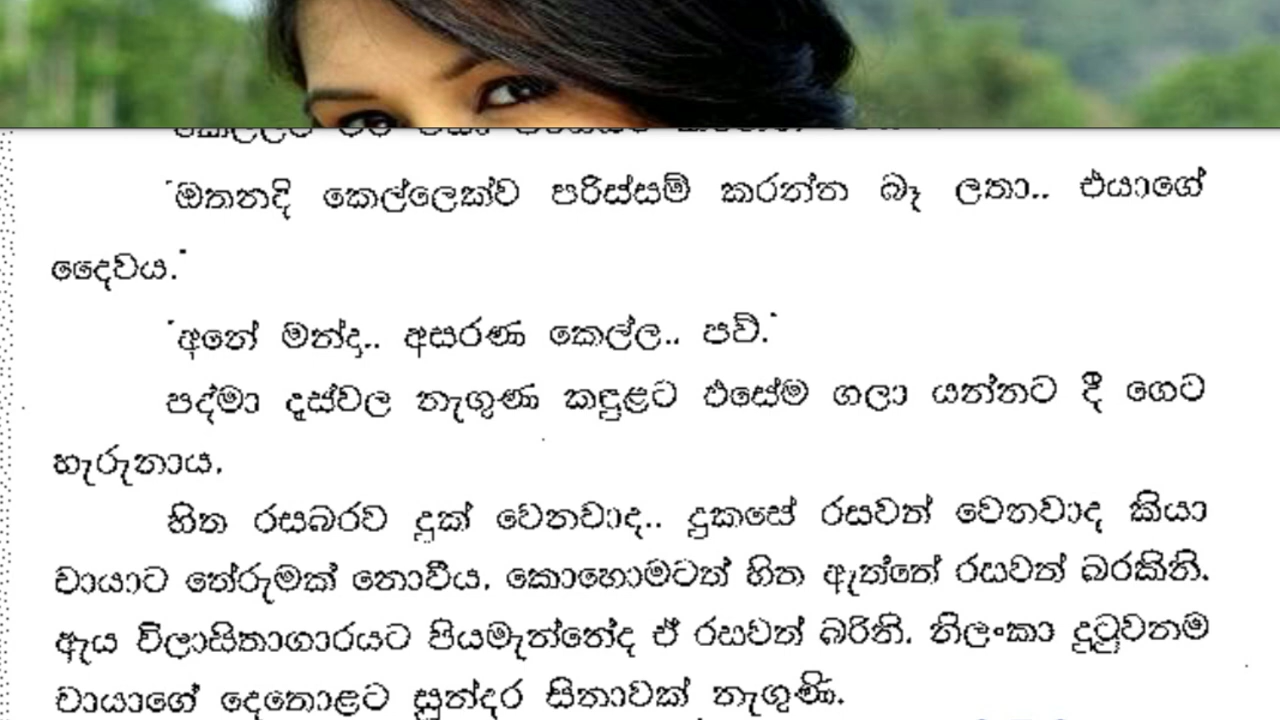 'ඔතනදි කෙල්ලෙක්ව පරිස්සම් කරන්න බෑ ලතා.. එයාගේ
දෛවය.'
'අනේ මන්දා.. අසරණ කෙල්ල.. පව්.'
පද්මා දෑස්වල නැගුණ කඳුළට එසේම ගලා යන්නට දී ගෙට
හැරුනාය.
හිත රසබරව දුක් වෙනවාද.. දුකසේ රසවත් වෙනවාද කියා
චායාට තේරුමක් නොවීය. කොහොමටත් හිත ඇත්තේ රසවත් බරකිනි.
ඇය විලාසිතාගාරයට පියමැන්තේද ඒ රසවත් බරිනි. නිලංකා දුටුවනම
චායාගේ දෙතොළට සුන්දර සිනාවක් නැගුණි.